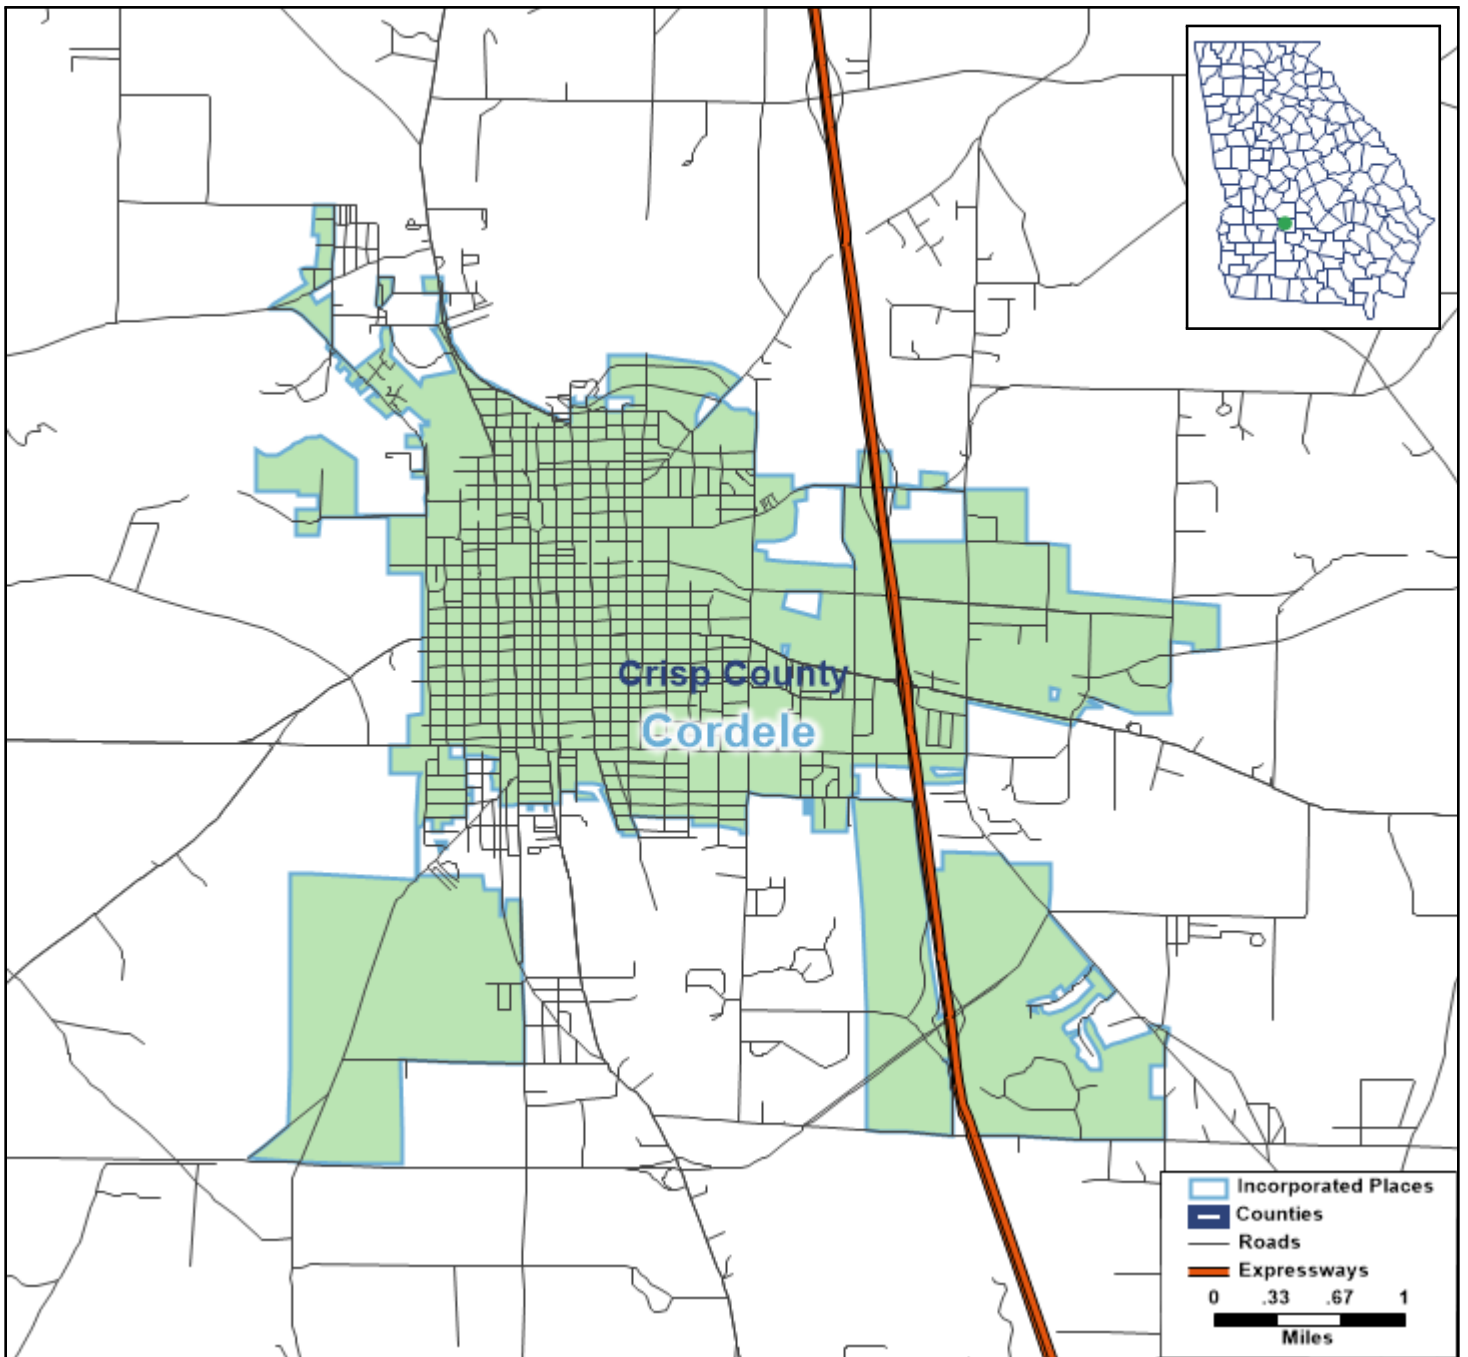 Crisp County
Cordele
Incorporated Places
Counties
Roads
Expressways
0 .33 .67 1
Miles